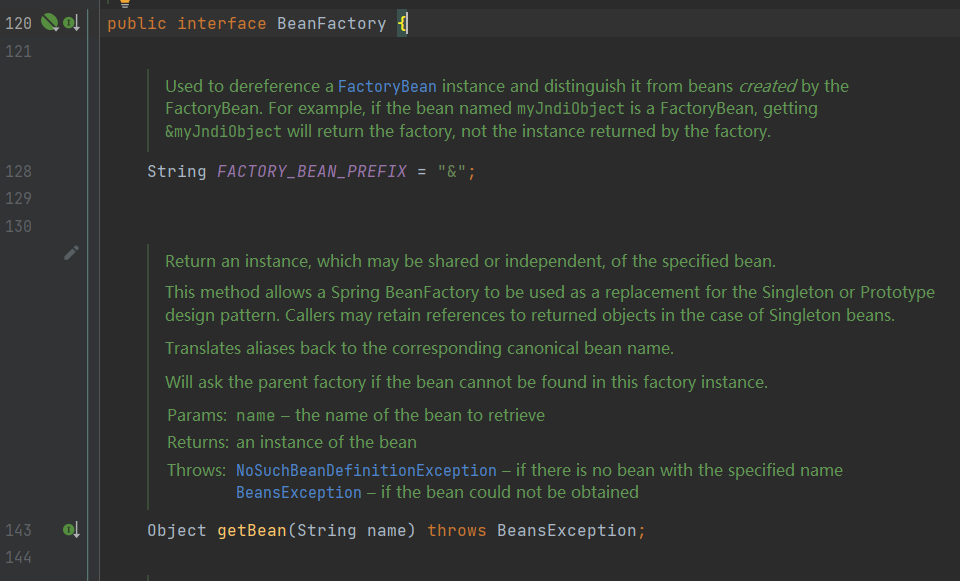 120 public interface BeanFactory {
121
Used to dereference a FactoryBean instance and distinguish it from beans created by the
FactoryBean. For example, if the bean named myJndiObject is a FactoryBean, getting
&myJndiObject will return the factory, not the instance returned by the factory.
128 String FACTORY_BEAN_PREFIX = "&";
129
130
Return an instance, which may be shared or independent, of the specified bean.
This method allows a Spring BeanFactory to be used as a replacement for the Singleton or Prototype
design pattern. Callers may retain references to returned objects in the case of Singleton beans.
Translates aliases back to the corresponding canonical bean name.
Will ask the parent factory if the bean cannot be found in this factory instance.
Params: name – the name of the bean to retrieve
Returns: an instance of the bean
Throws: NoSuchBeanDefinitionException – if there is no bean with the specified name
BeansException – if the bean could not be obtained
143 Object getBean(String name) throws BeansException;
144